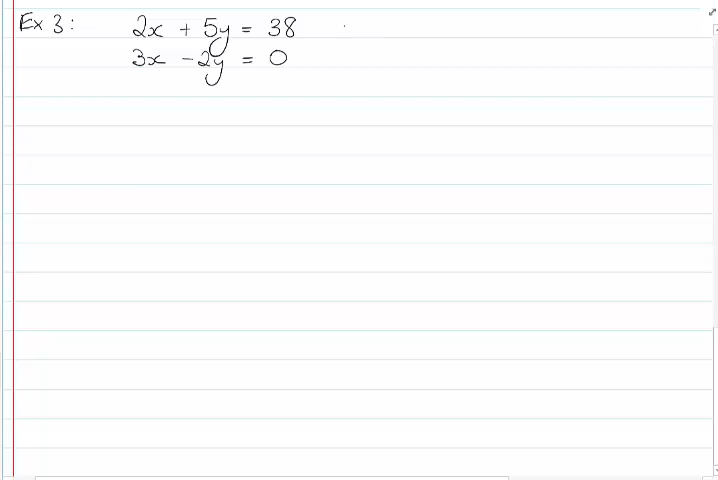 Ex 3: 2x + 5y = 38
3x - 2y = 0